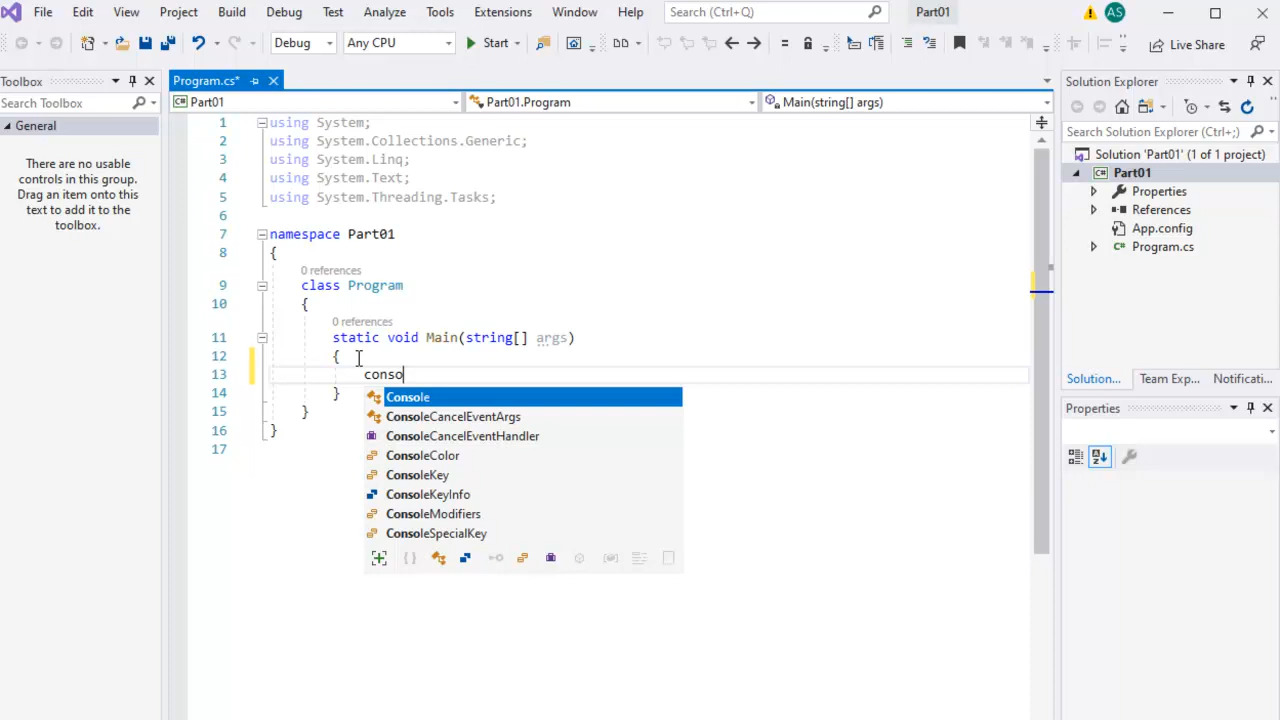 File Edit View Project Build Debug Test Analyze Tools Extensions Window Help Search (Ctrl+Q) Part01 AS
Debug Any CPU Start Live Share
Toolbox
Search Toolbox
General
There are no usable
controls in this group.
Drag an item onto this
text to add it to the
toolbox.
Program.cs*
C# Part01 Part01.Program Main(string[] args)
1 using System;
2 using System.Collections.Generic;
3 using System.Linq;
4 using System.Text;
5 using System.Threading.Tasks;
6
7 namespace Part01
8 {
0 references
9 class Program
10 {
0 references
11 static void Main(string[] args)
12 {
13 conso
14 }
15 }
16 }
17
Console
ConsoleCancelEventArgs
ConsoleCancelEventHandler
ConsoleColor
ConsoleKey
ConsoleKeyInfo
ConsoleModifiers
ConsoleSpecialKey
Solution Explorer
Search Solution Explorer (Ctrl+;)
Solution 'Part01' (1 of 1 project)
C# Part01
Properties
References
App.config
C# Program.cs
Solution... Team Exp... Notificati...
Properties